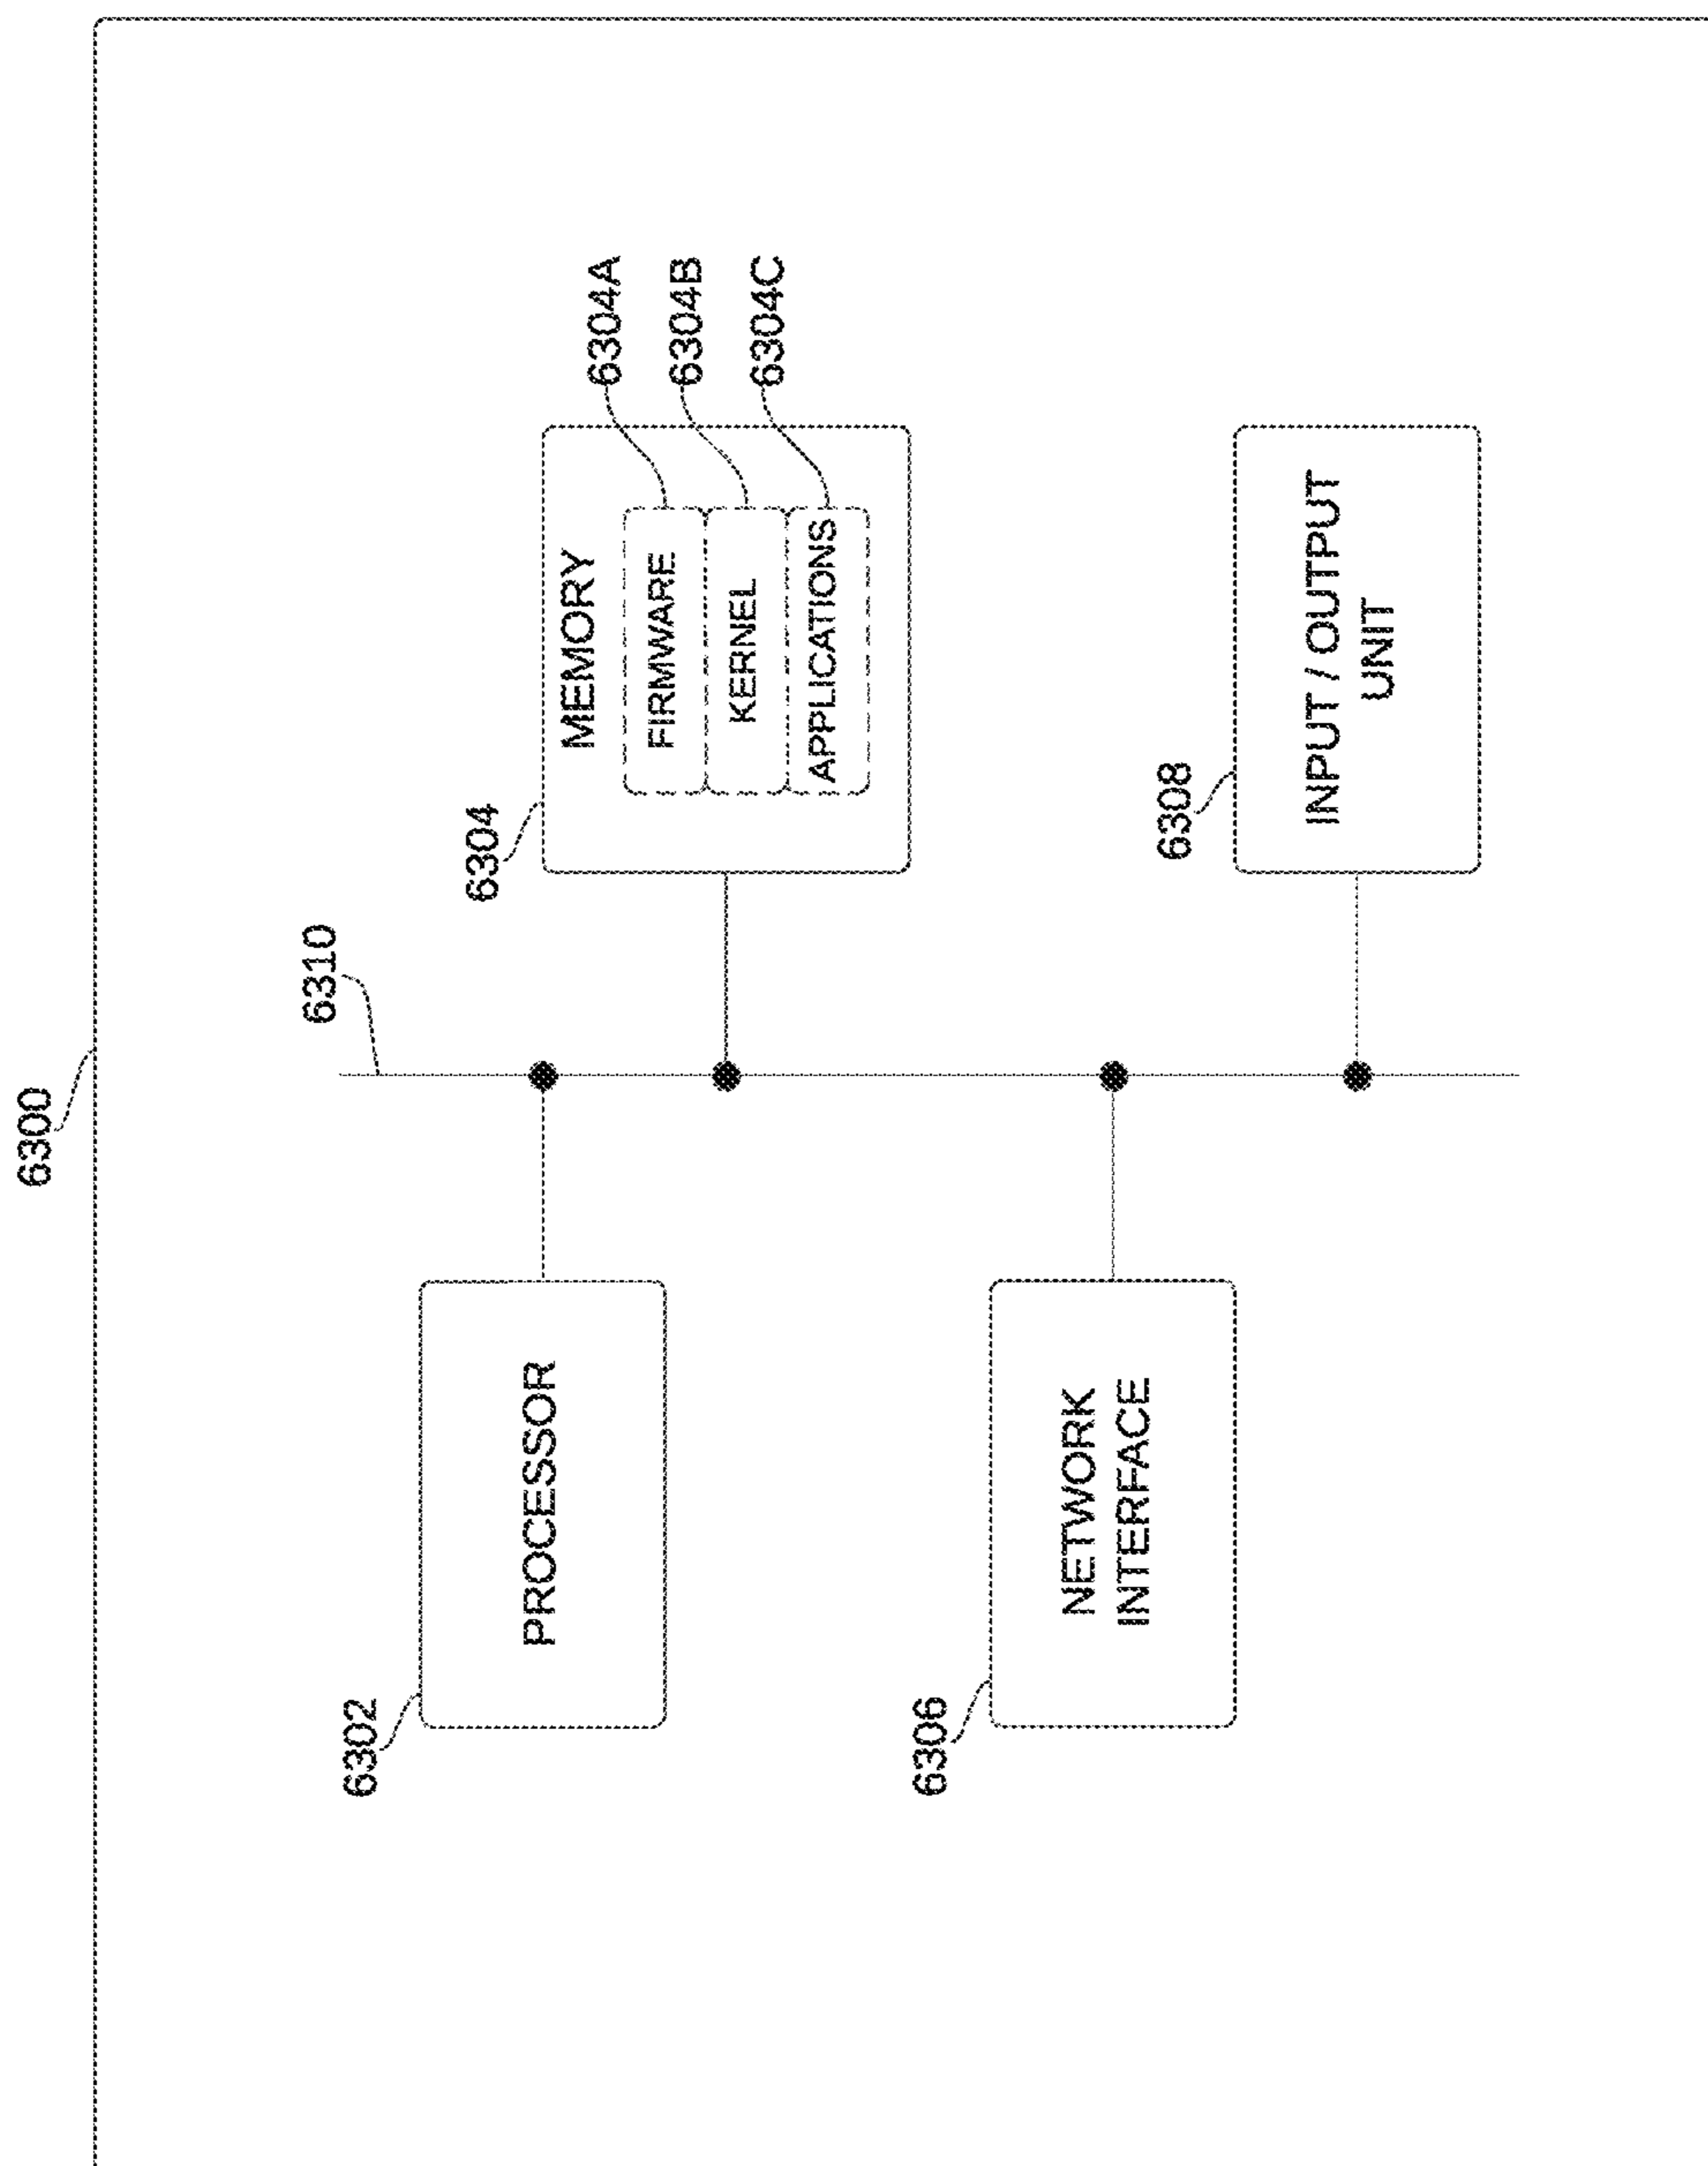 6300
6310
6302
PROCESSOR
6304
MEMORY
FIRMWARE
KERNEL
APPLICATIONS
6304A
6304B
6304C
6306
NETWORK
INTERFACE
6308
INPUT / OUTPUT
UNIT